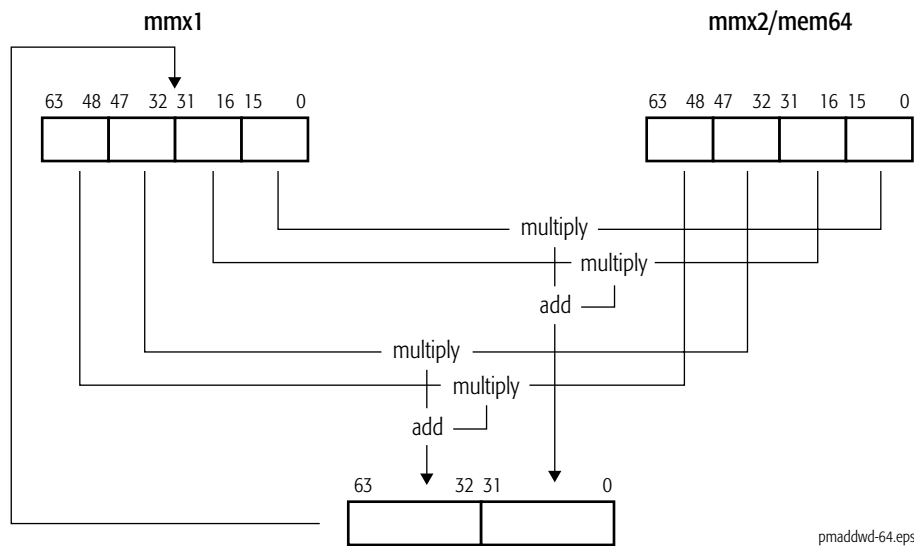 mmx1 mmx2/mem64
63 48 47 32 31 16 15 0 63 48 47 32 31 16 15 0
multiply
multiply
add
multiply
multiply
add
63 32 31 0
pmaddwd-64.eps